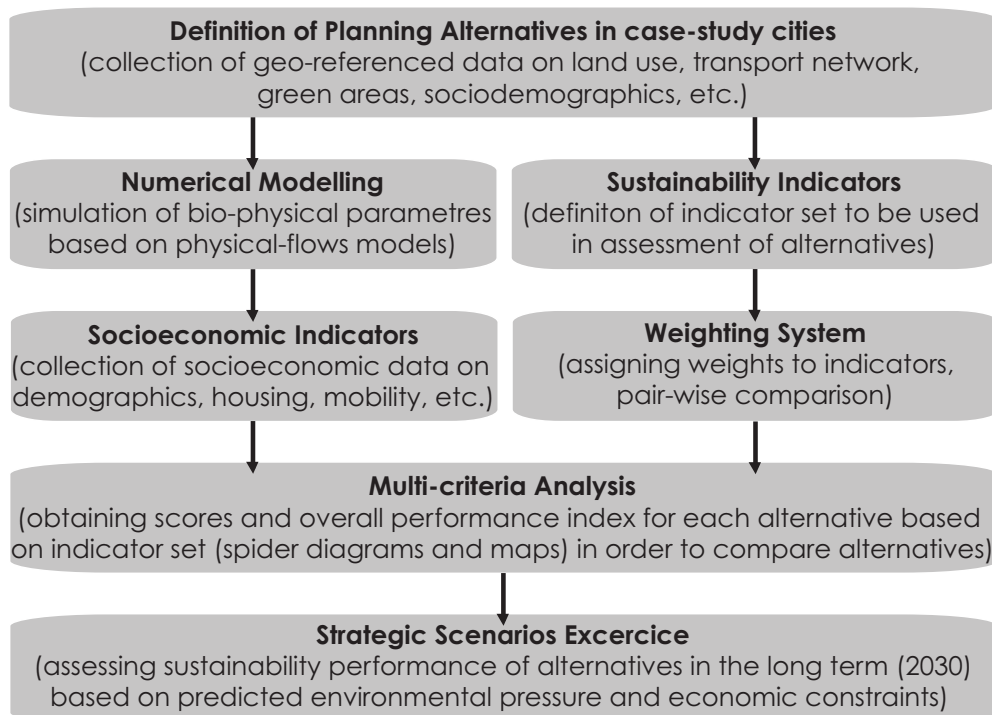 Definition of Planning Alternatives in case-study cities
(collection of geo-referenced data on land use, transport network,
green areas, sociodemographics, etc.)
Numerical Modelling
(simulation of bio-physical parametres
based on physical-flows models)
Sustainability Indicators
(definiton of indicator set to be used
in assessment of alternatives)
Socioeconomic Indicators
(collection of socioeconomic data on
demographics, housing, mobility, etc.)
Weighting System
(assigning weights to indicators,
pair-wise comparison)
Multi-criteria Analysis
(obtaining scores and overall performance index for each alternative based
on indicator set (spider diagrams and maps) in order to compare alternatives)
Strategic Scenarios Excercice
(assessing sustainability performance of alternatives in the long term (2030)
based on predicted environmental pressure and economic constraints)